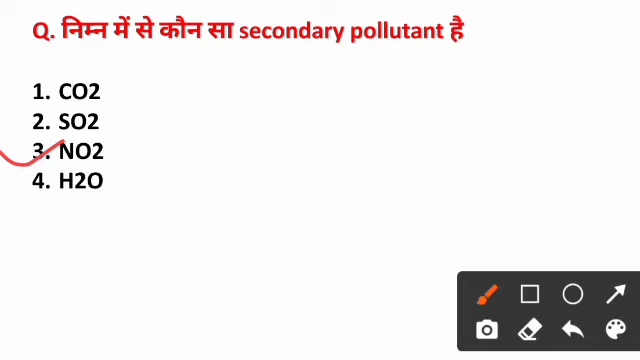 Q. निम्न में से कौन सा secondary pollutant है
1. CO2
2. SO2
3. NO2
4. H2O